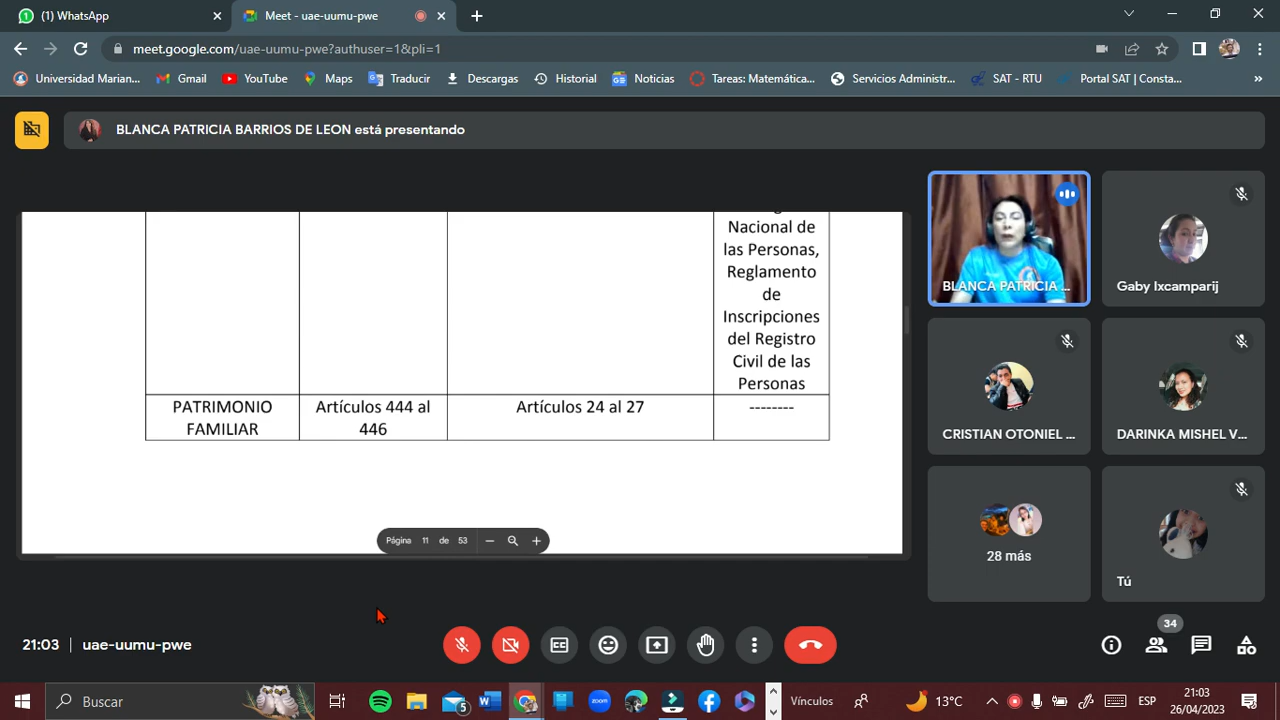 (1) WhatsApp
Meet - uae-uumu-pwe
meet.google.com/uae-uumu-pwe?authuser=1&pli=1
Universidad Marian...
Gmail
YouTube
Maps
Traducir
Descargas
Historial
Noticias
Tareas: Matemática...
Servicios Administr...
SAT - RTU
Portal SAT | Consta...
»
BLANCA PATRICIA BARRIOS DE LEON está presentando
Nacional de
las Personas,
Reglamento
de
Inscripciones
del Registro
Civil de las
Personas
PATRIMONIO
FAMILIAR
Artículos 444 al
446
Artículos 24 al 27
--------
Página 11 de 53
BLANCA PATRICIA ...
Gaby Ixcamparij
CRISTIAN OTONIEL ...
DARINKA MISHEL V...
28 más
Tú
21:03 | uae-uumu-pwe
34
Buscar
5
zoom
Vínculos
13°C
ESP
21:03
26/04/2023